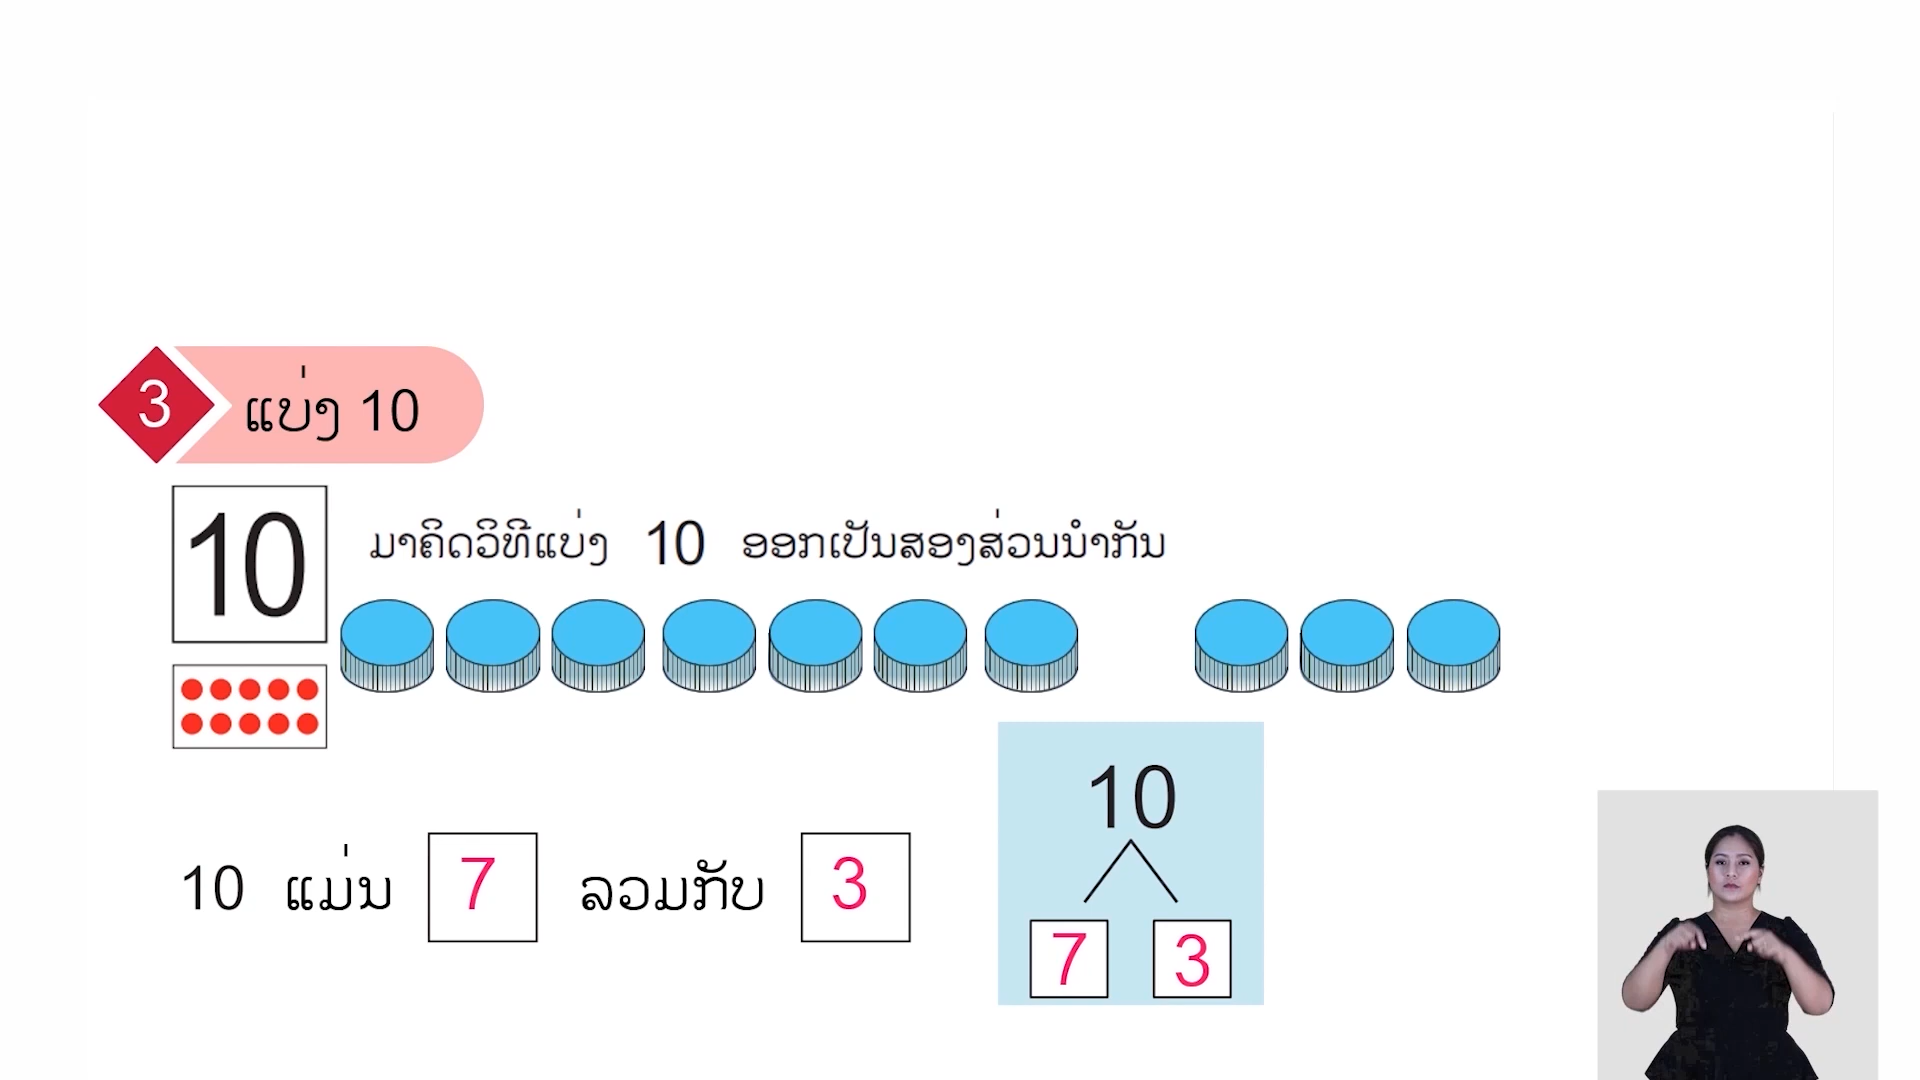 3 ແບ່ງ 10
10
ມາຄິດວິທີແບ່ງ 10 ອອກເປັນສອງສ່ວນນຳກັນ
10 ແມ່ນ 7 ລວມກັບ 3
10
7 3